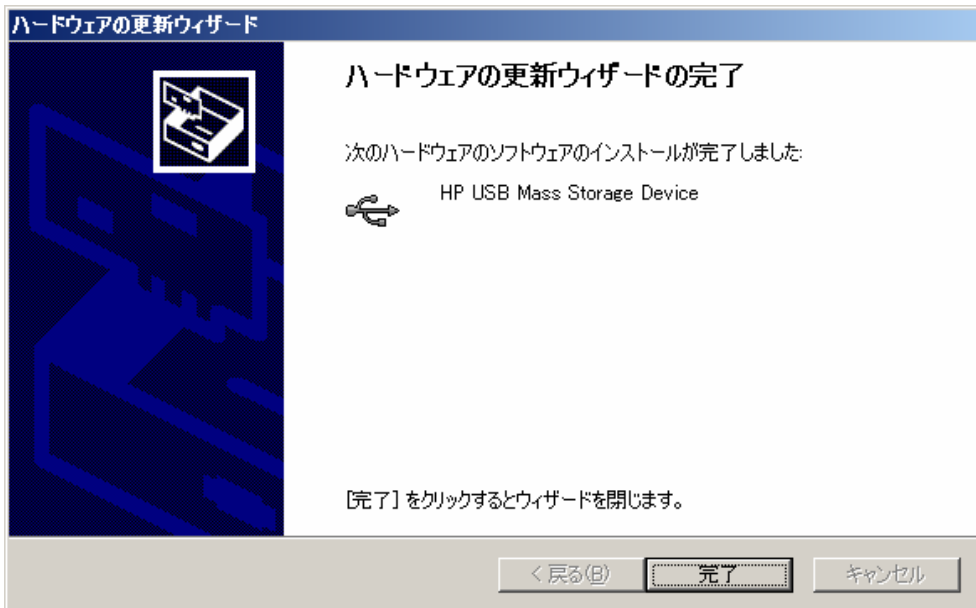 ハードウェアの更新ウィザード
ハードウェアの更新ウィザードの完了
次のハードウェアのソフトウェアのインストールが完了しました:
HP USB Mass Storage Device
[完了] をクリックするとウィザードを閉じます。
< 戻る(B)
完了
キャンセル